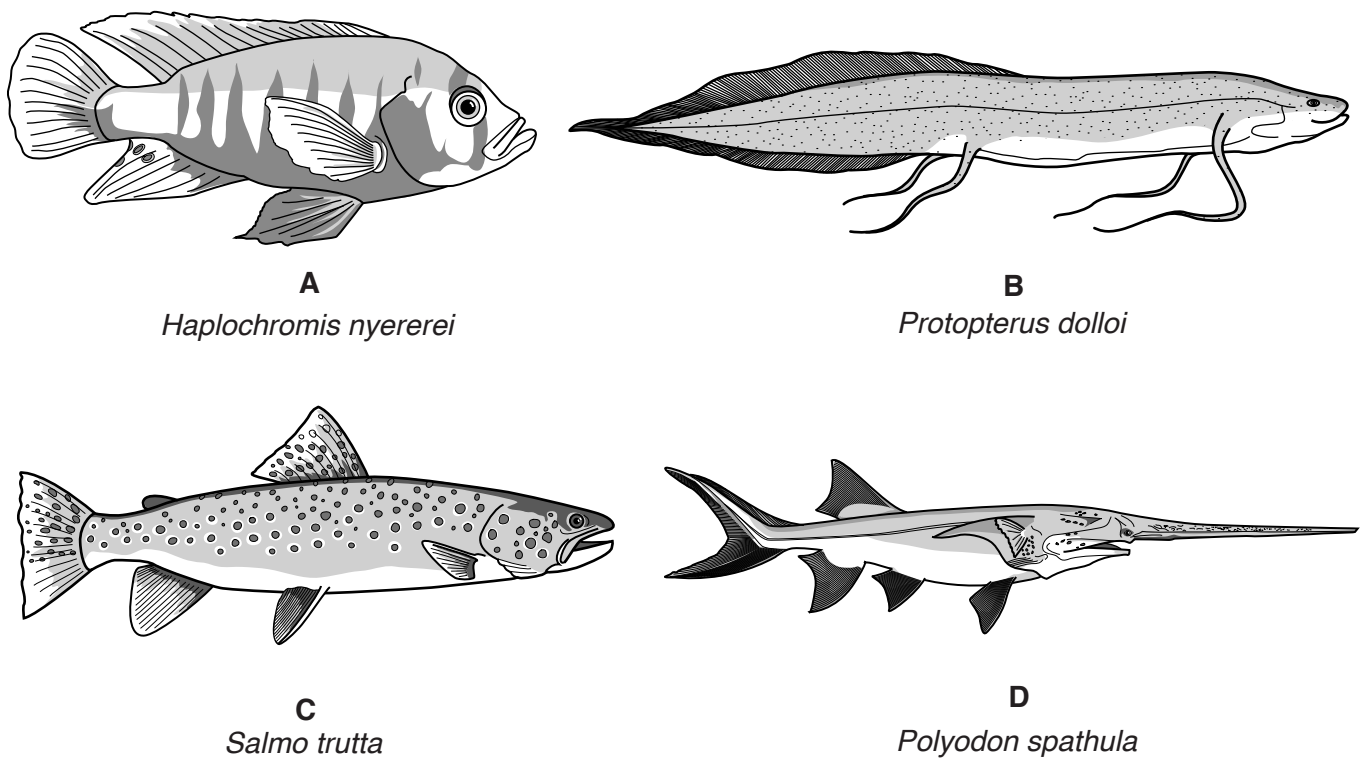 A
Haplochromis nyererei
B
Protopterus dolloi
C
Salmo trutta
D
Polyodon spathula